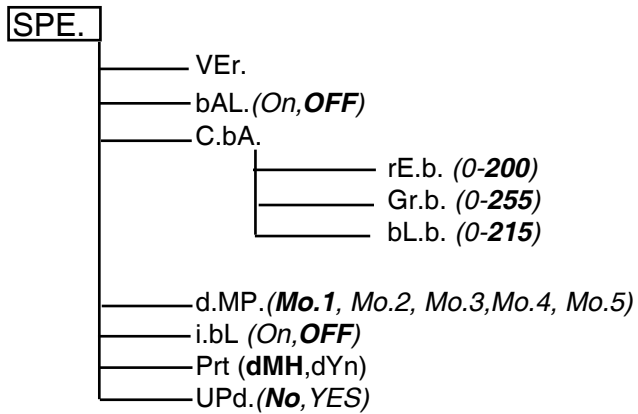 SPE.
VEr.
bAL.(On,OFF)
C.bA.
rE.b. (0-200)
Gr.b. (0-255)
bL.b. (0-215)
d.MP.(Mo.1, Mo.2, Mo.3,Mo.4, Mo.5)
i.bL (On,OFF)
Prt (dMH,dYn)
UPd.(No,YES)